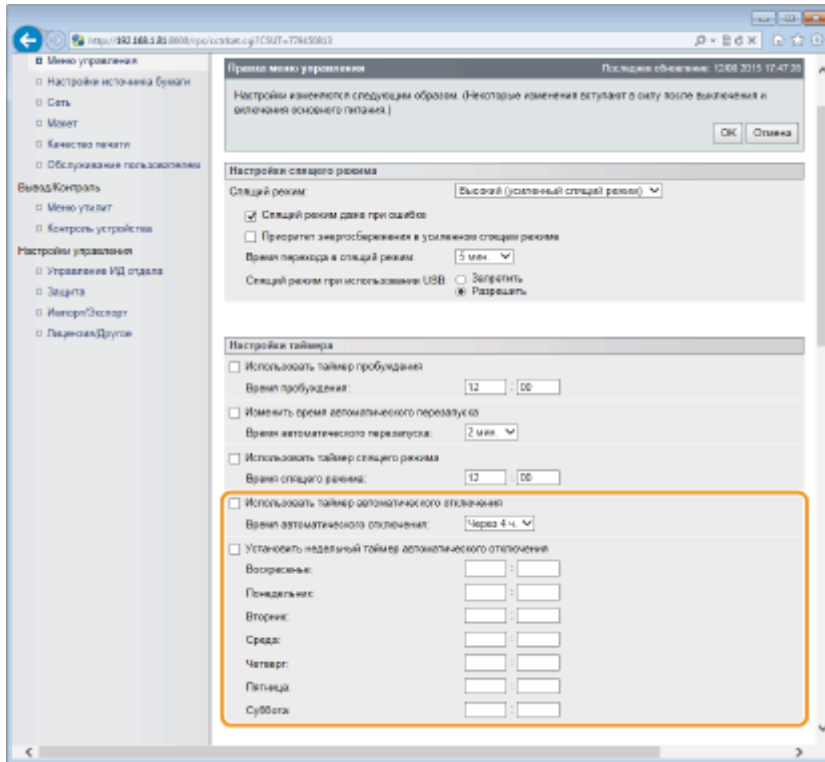 Меню управления
Настройки источника бумаги
Сеть
Макет
Качество печати
Обслуживание пользователем
Вывод/Контроль
Меню утилит
Контроль устройства
Настройки управления
Управление ИД отдела
Защита
Импорт/Экспорт
Лицензия/Другое
Правка меню управления
Последнее обновление: 12/08 2015 17:47:28
Настройки изменяются следующим образом. (Некоторые изменения вступают в силу после выключения и
включения основного питания.)
OK Отмена
Настройки спящего режима
Спящий режим: Высокий (усиленный спящий режим)
Спящий режим даже при ошибке
Приоритет энергосбережения в усиленном спящем режиме
Время перехода в спящий режим: 5 мин.
Спящий режим при использовании USB: Запретить
Разрешить
Настройки таймера
Использовать таймер пробуждения
Время пробуждения: 12 : 00
Изменить время автоматического перезапуска
Время автоматического перезапуска: 2 мин.
Использовать таймер спящего режима
Время спящего режима: 12 : 00
Использовать таймер автоматического отключения
Время автоматического отключения: Через 4 ч.
Установить недельный таймер автоматического отключения
Воскресенье: :
Понедельник: :
Вторник: :
Среда: :
Четверг: :
Пятница: :
Суббота: :